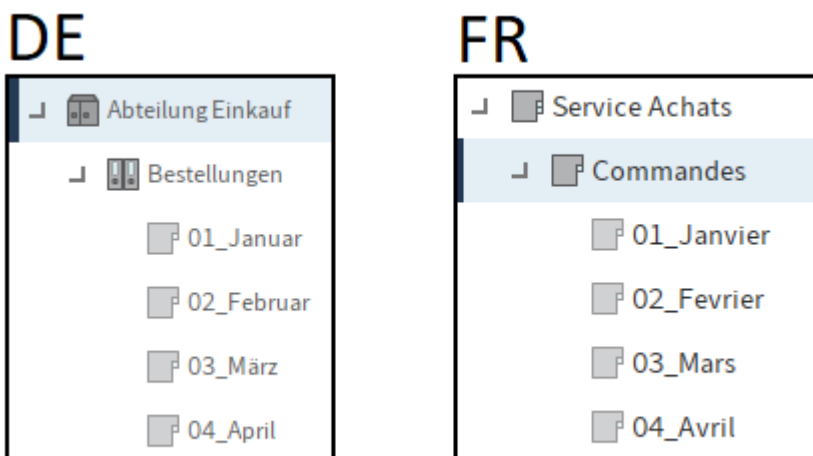 DE
Abteilung Einkauf
Bestellungen
01_Januar
02_Februar
03_März
04_April
FR
Service Achats
Commandes
01_Janvier
02_Fevrier
03_Mars
04_Avril